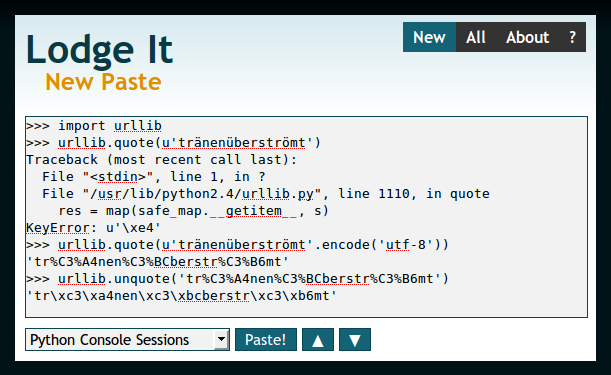 Lodge It
New All About ?
New Paste
>>> import urllib
>>> urllib.quote(u'tränenüberströmt')
Traceback (most recent call last):
  File "<stdin>", line 1, in ?
  File "/usr/lib/python2.4/urllib.py", line 1110, in quote
    res = map(safe_map.__getitem__, s)
KeyError: u'\xe4'
>>> urllib.quote(u'tränenüberströmt'.encode('utf-8'))
'tr%C3%A4nen%C3%BCberstr%C3%B6mt'
>>> urllib.unquote('tr%C3%A4nen%C3%BCberstr%C3%B6mt')
'tr\xc3\xa4nen\xc3\xbcberstr\xc3\xb6mt'
Python Console Sessions Paste! ▲ ▼